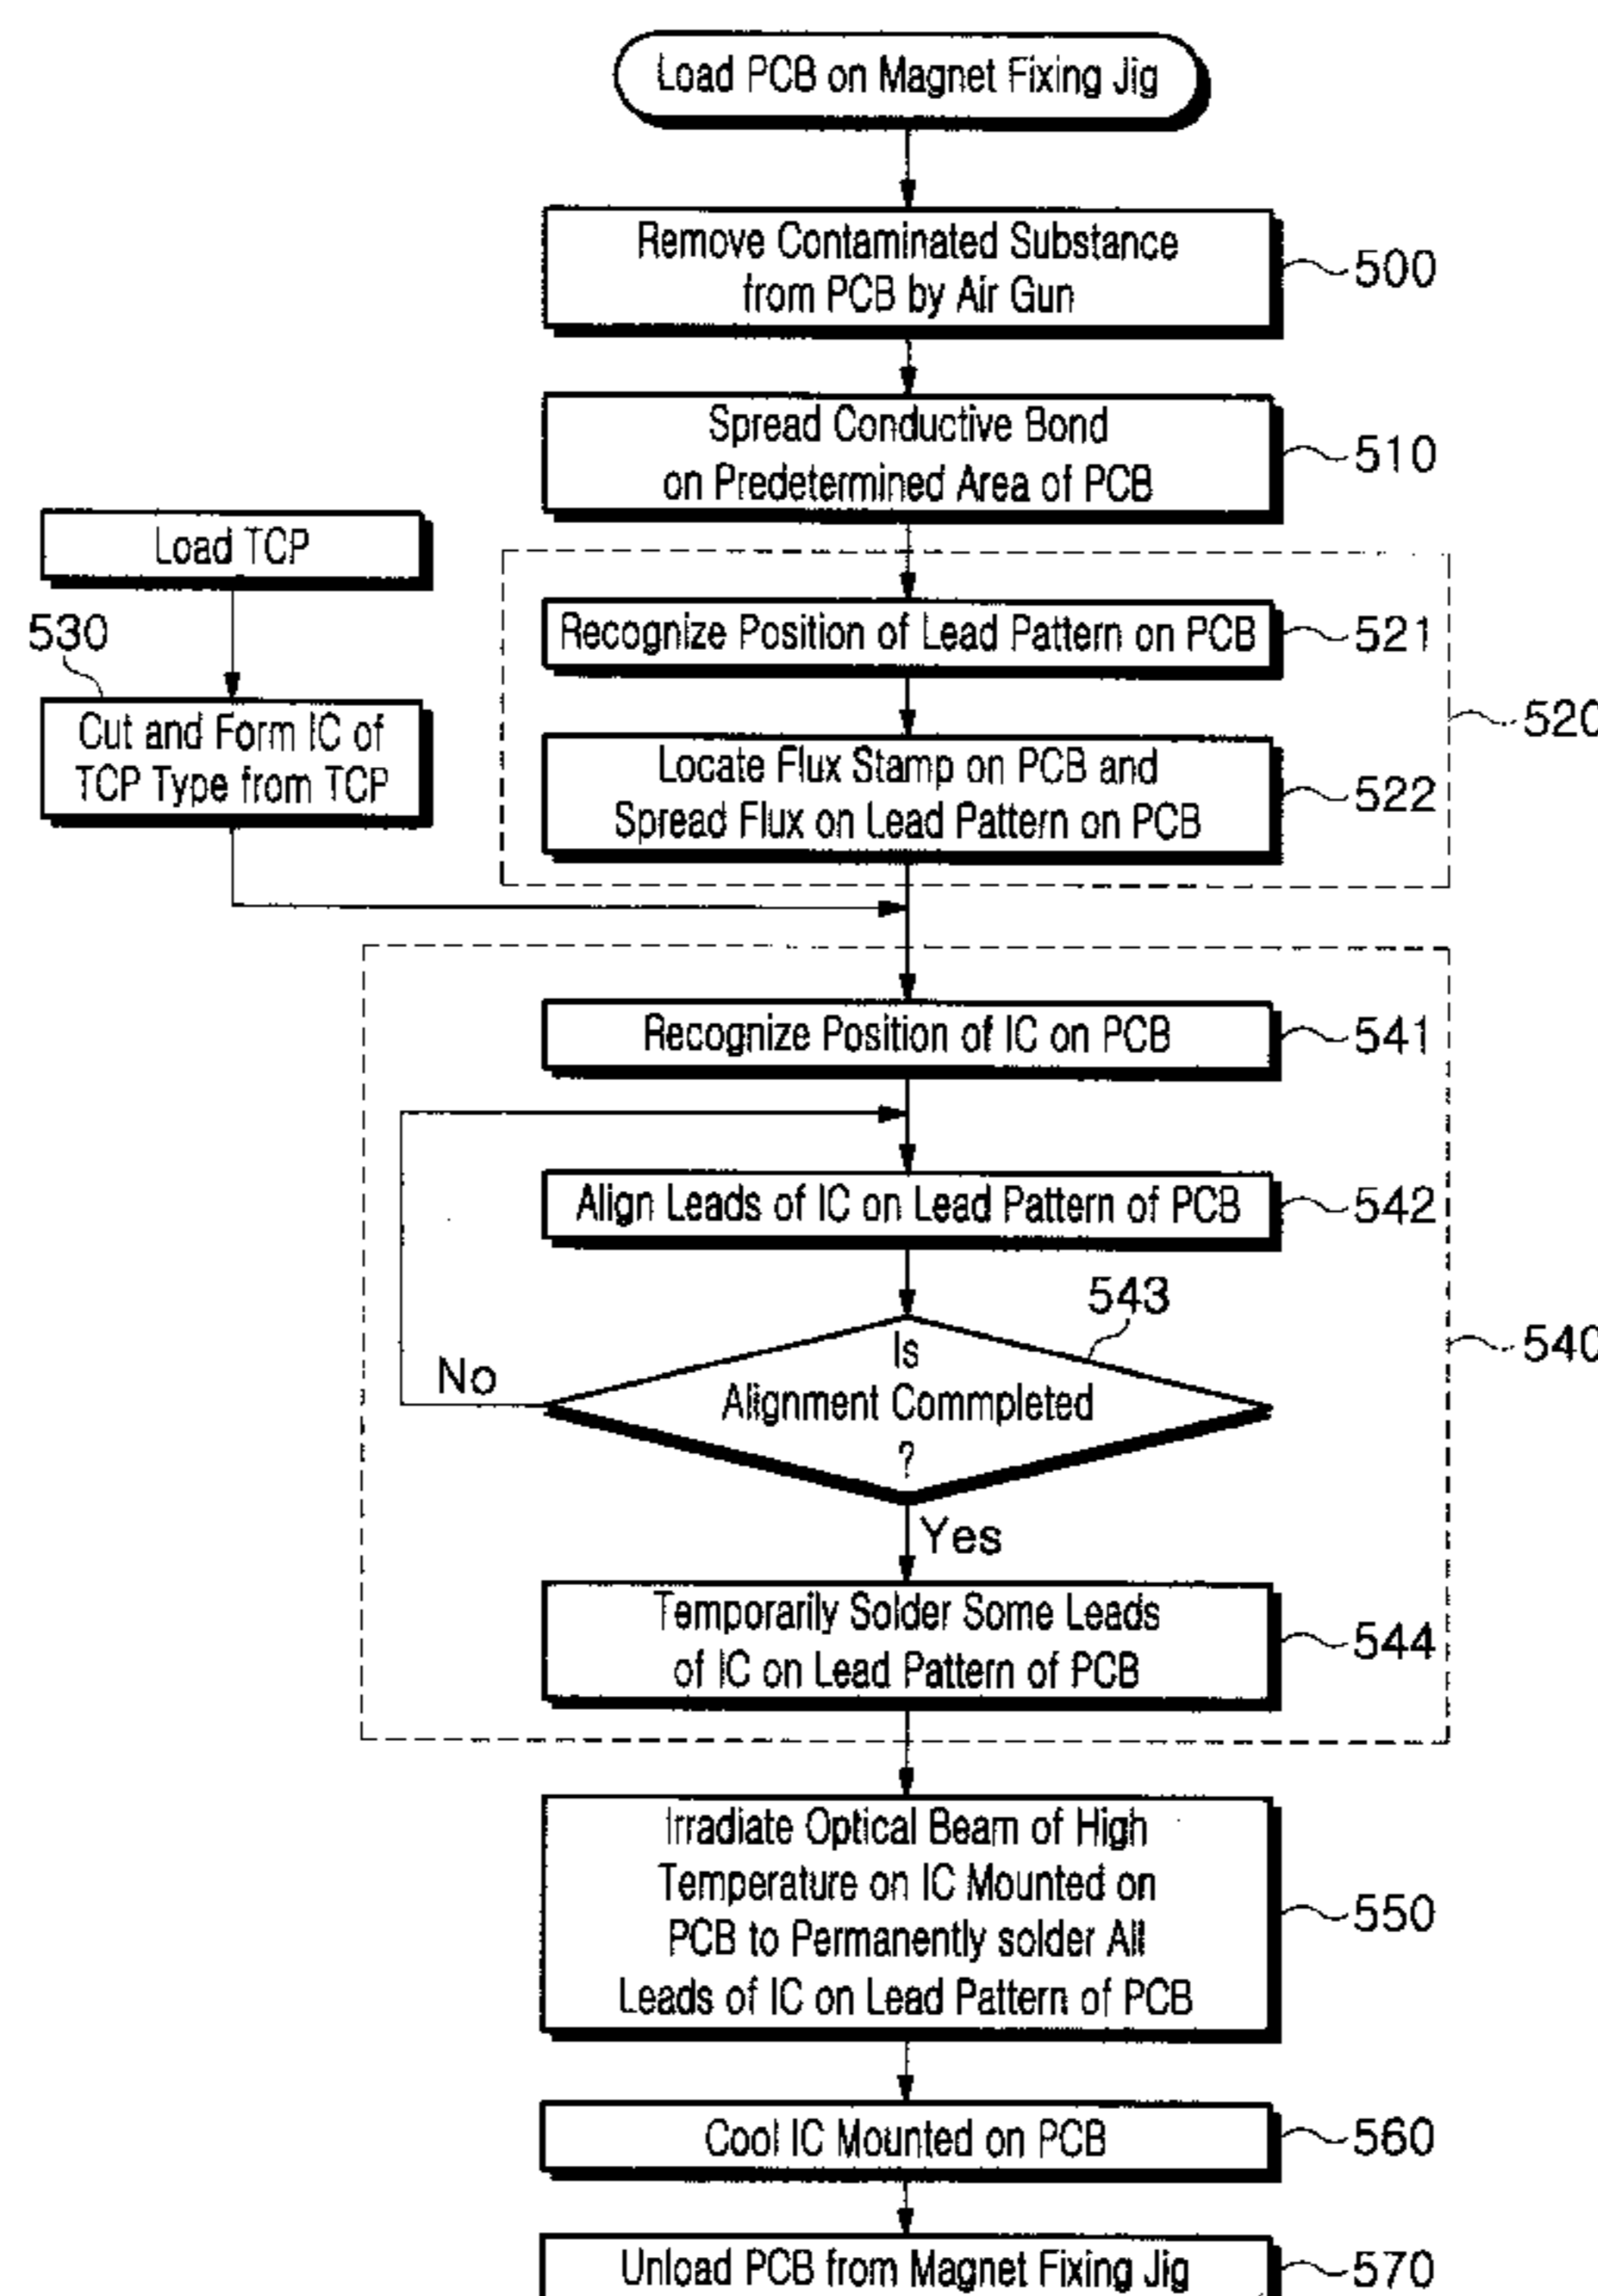 Load PCB on Magnet Fixing Jig
Remove Contaminated Substance
from PCB by Air Gun
500
Spread Conductive Bond
on Predetermined Area of PCB
510
Load TCP
530
Cut and Form IC of
TCP Type from TCP
Recognize Position of Lead Pattern on PCB
521
Locate Flux Stamp on PCB and
Spread Flux on Lead Pattern on PCB
522
520
Recognize Position of IC on PCB
541
Align Leads of IC on Lead Pattern of PCB
542
543
Is
Alignment Commpleted
?
No
Yes
540
Temporarily Solder Some Leads
of IC on Lead Pattern of PCB
544
Irradiate Optical Beam of High
Temperature on IC Mounted on
PCB to Permanently solder All
Leads of IC on Lead Pattern of PCB
550
Cool IC Mounted on PCB
560
Unload PCB from Magnet Fixing Jig
570